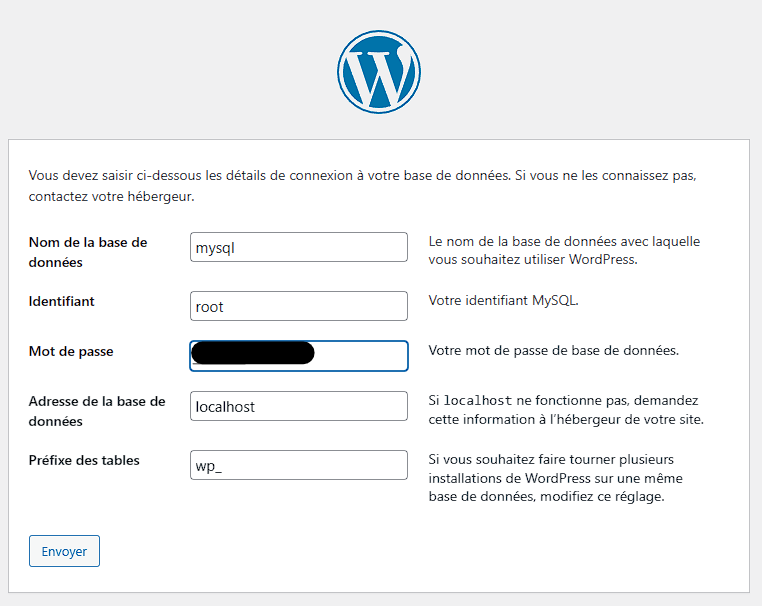 Vous devez saisir ci-dessous les détails de connexion à votre base de données. Si vous ne les connaissez pas,
contactez votre hébergeur.
Nom de la base de
données
mysql
Le nom de la base de données avec laquelle
vous souhaitez utiliser WordPress.
Identifiant
root
Votre identifiant MySQL.
Mot de passe
Votre mot de passe de base de données.
Adresse de la base de
données
localhost
Si localhost ne fonctionne pas, demandez
cette information à l’hébergeur de votre site.
Préfixe des tables
wp_
Si vous souhaitez faire tourner plusieurs
installations de WordPress sur une même
base de données, modifiez ce réglage.
Envoyer